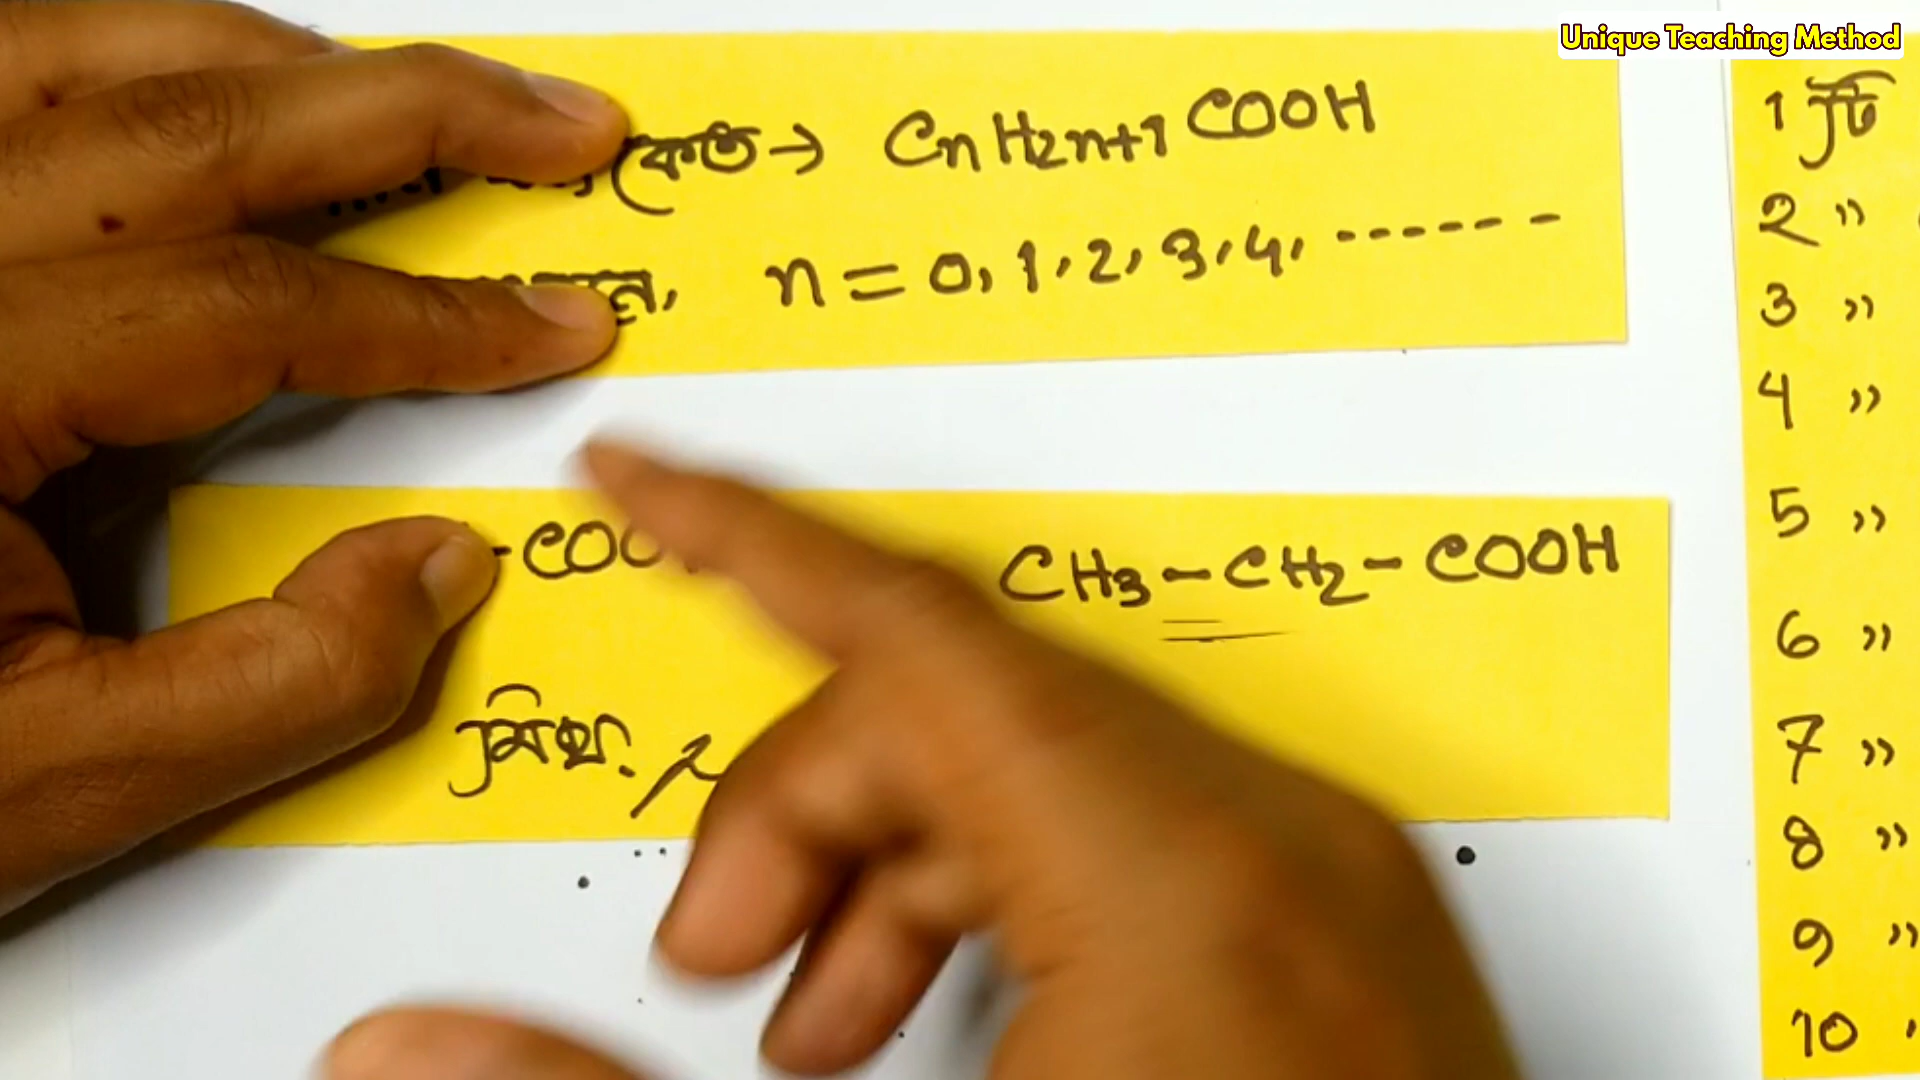 Unique Teaching Method
সংকেত → CnH2n+1COOH
n = 0, 1, 2, 3, 4, ------
-COO
CH3-CH2-COOH
মিথ.
1 টি
2 "
3 "
4 "
5 "
6 "
7 "
8 "
9 "
10